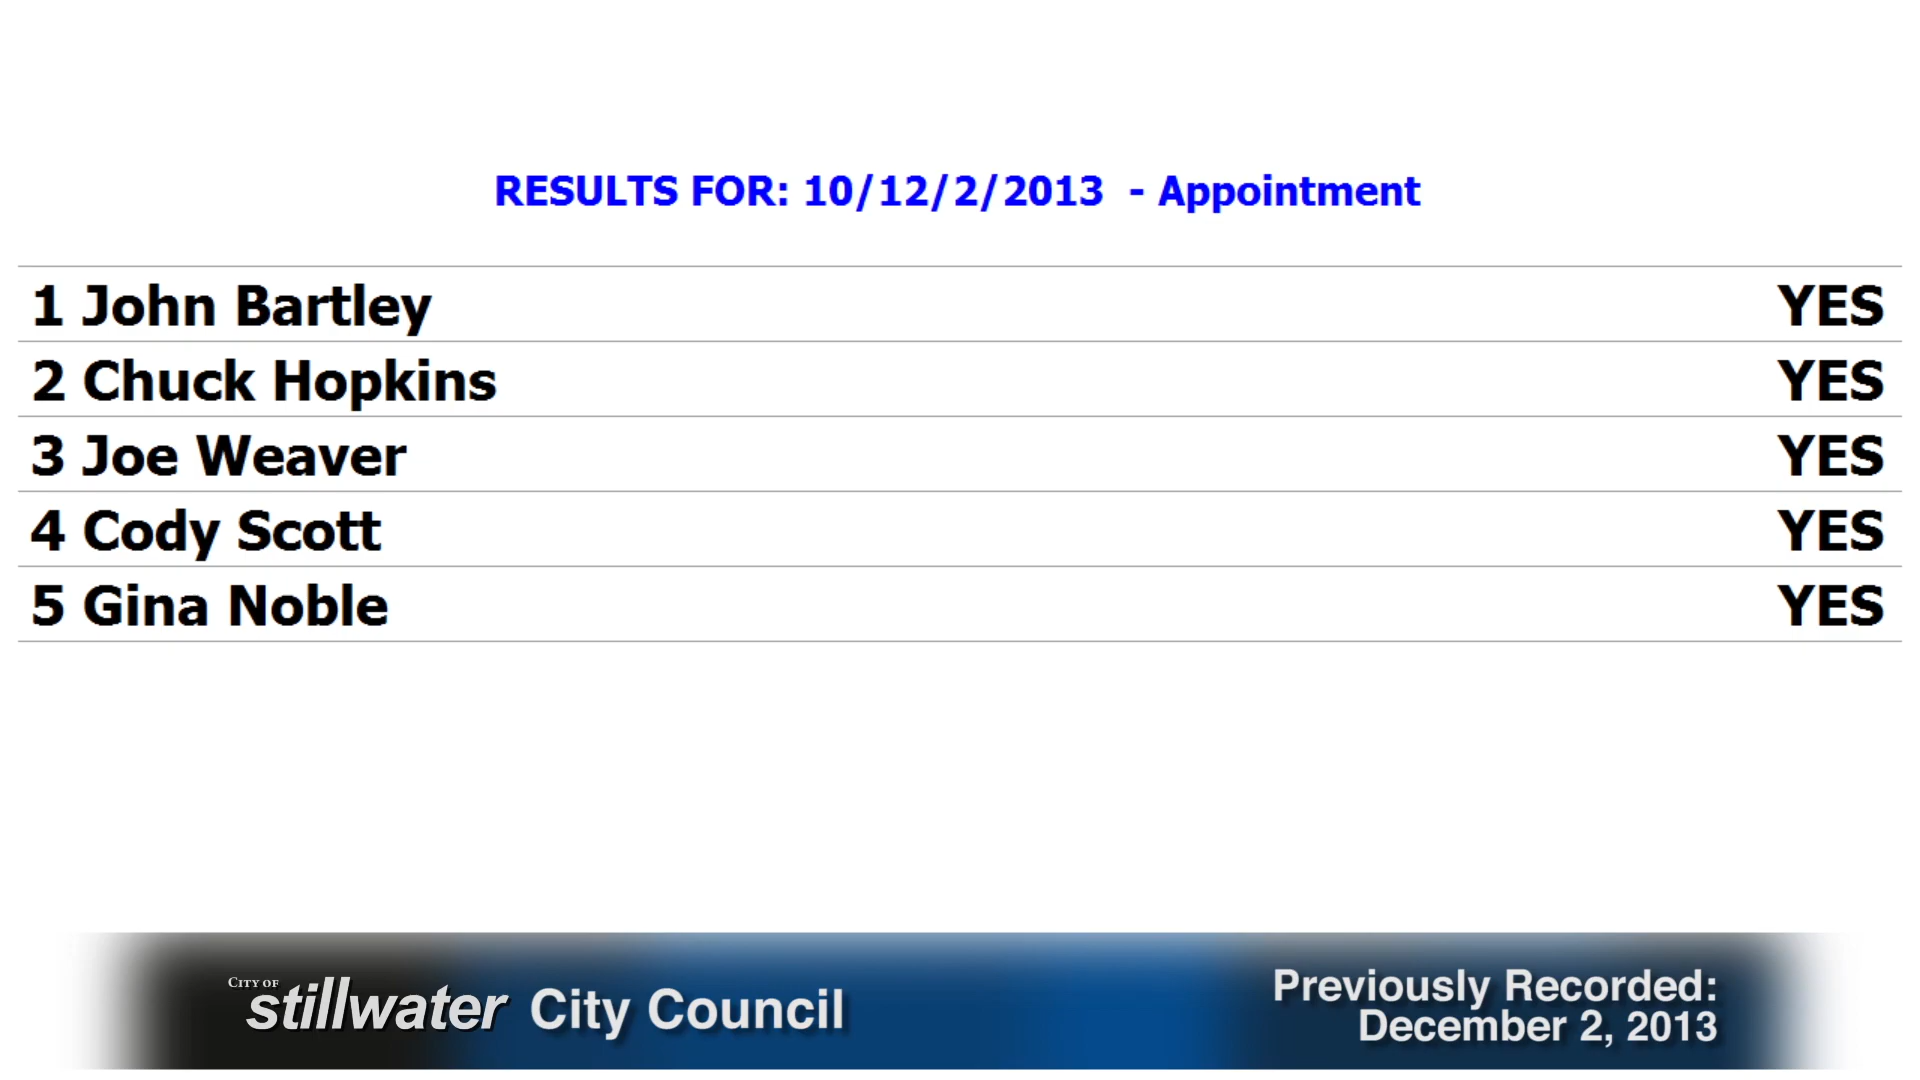 RESULTS FOR: 10/12/2/2013 - Appointment
1 John Bartley YES
2 Chuck Hopkins YES
3 Joe Weaver YES
4 Cody Scott YES
5 Gina Noble YES
CITY OF
stillwater City Council
Previously Recorded:
December 2, 2013